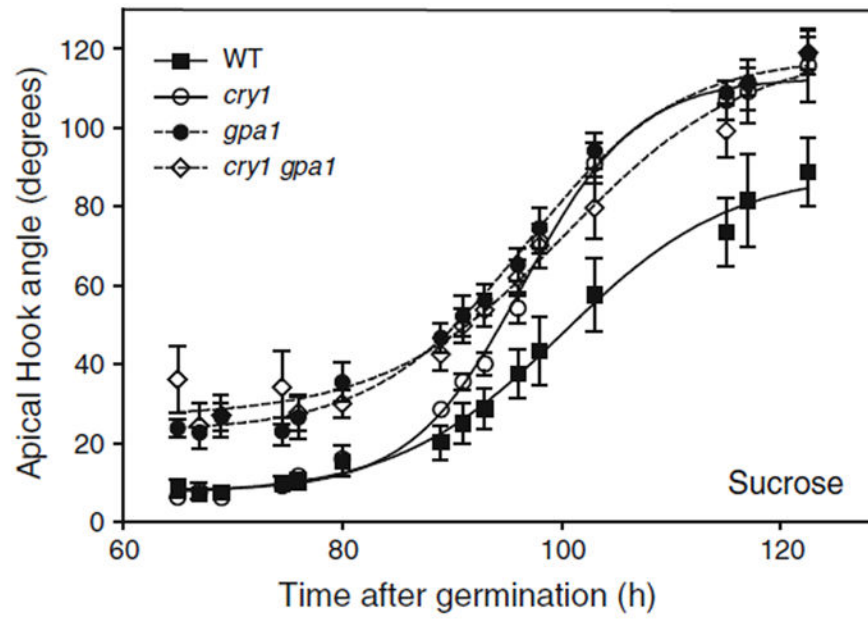 Apical Hook angle (degrees)
120
100
80
60
40
20
0
WT
cry1
gpa1
cry1 gpa1
Sucrose
60
80
100
120
Time after germination (h)